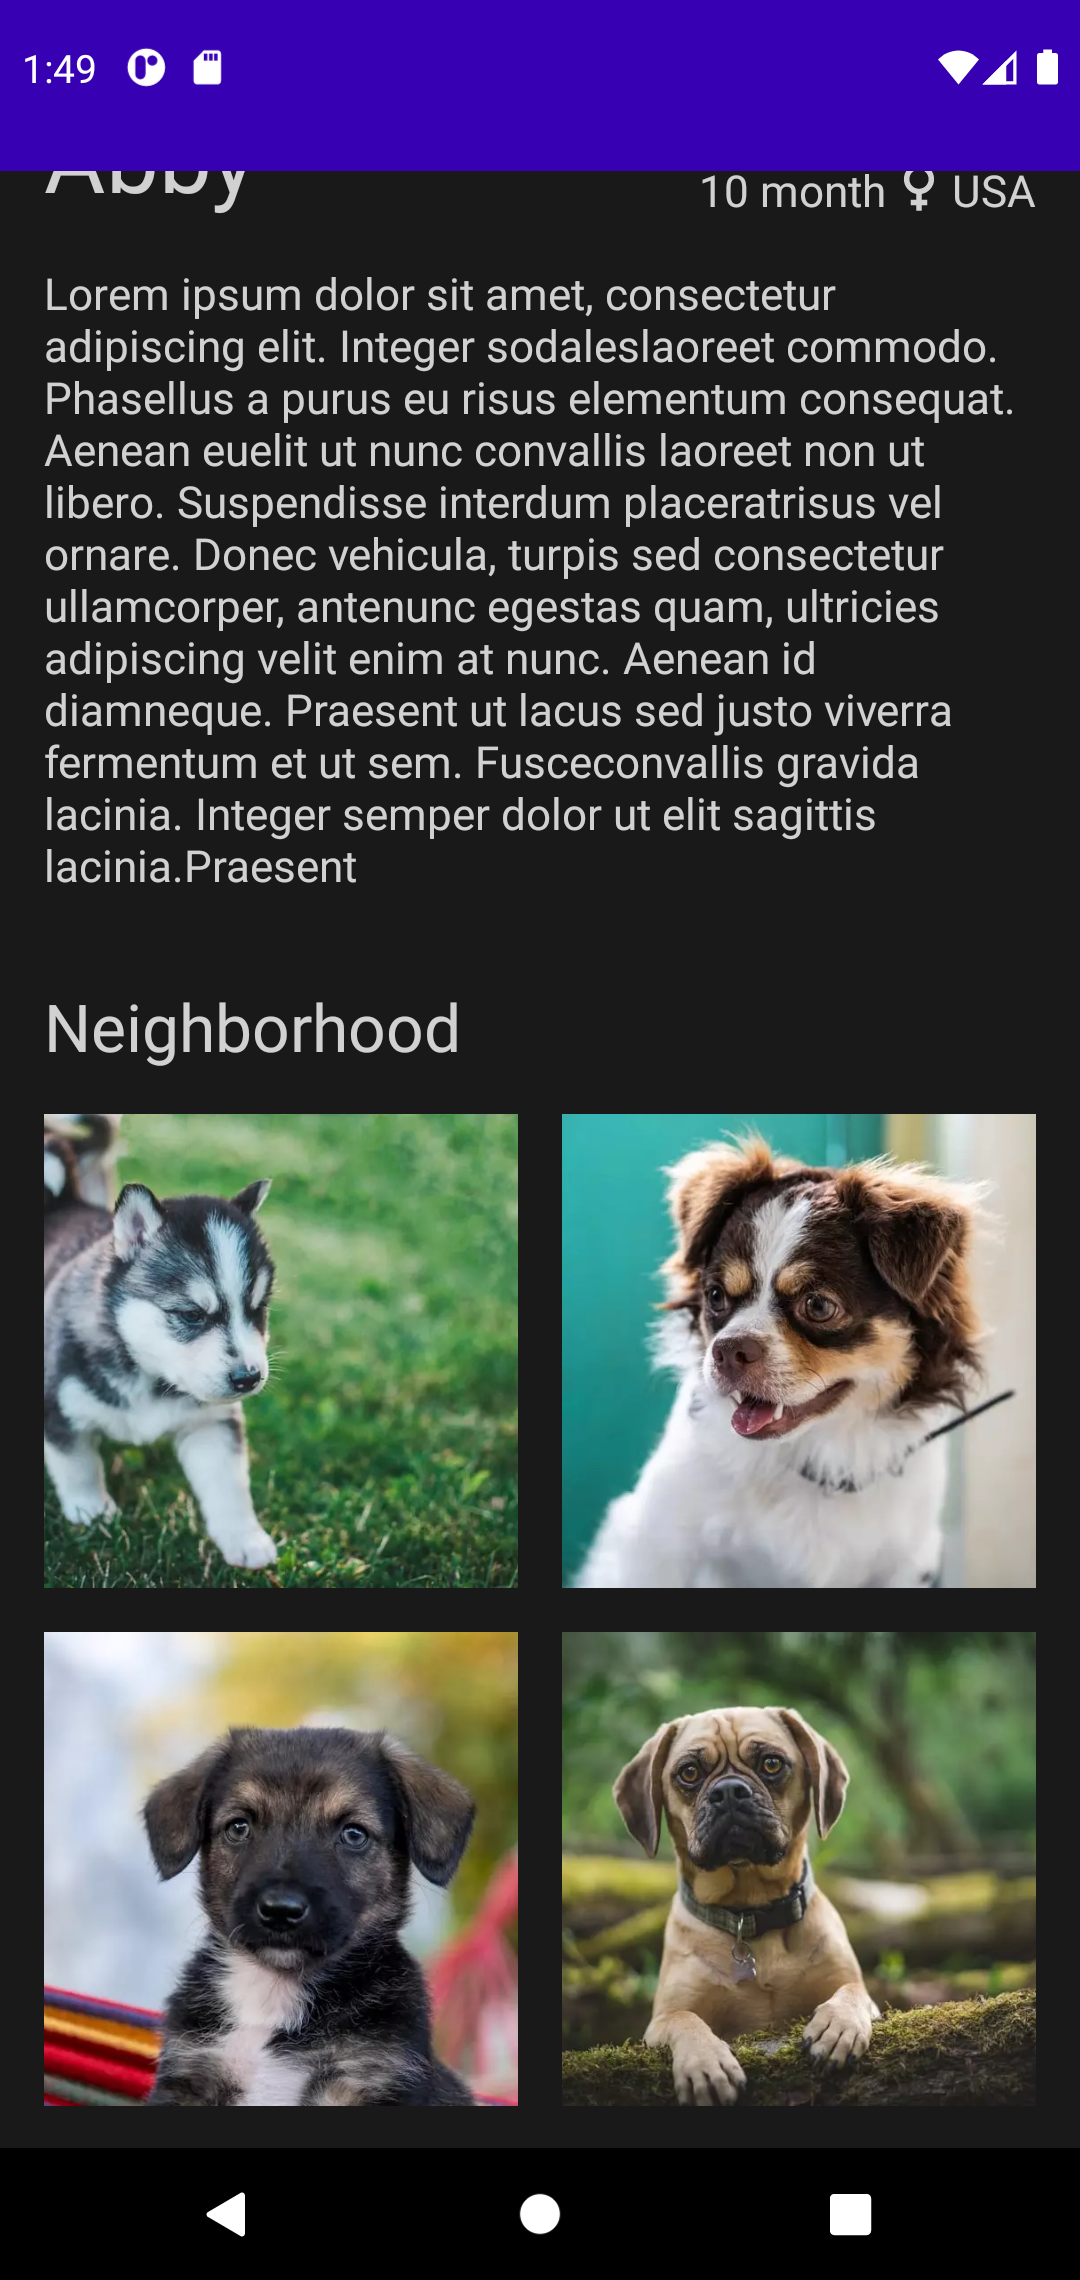 1:49
Abby
10 month ♀ USA
Lorem ipsum dolor sit amet, consectetur
adipiscing elit. Integer sodaleslaoreet commodo.
Phasellus a purus eu risus elementum consequat.
Aenean euelit ut nunc convallis laoreet non ut
libero. Suspendisse interdum placeratrisus vel
ornare. Donec vehicula, turpis sed consectetur
ullamcorper, antenunc egestas quam, ultricies
adipiscing velit enim at nunc. Aenean id
diamneque. Praesent ut lacus sed justo viverra
fermentum et ut sem. Fusceconvallis gravida
lacinia. Integer semper dolor ut elit sagittis
lacinia.Praesent
Neighborhood